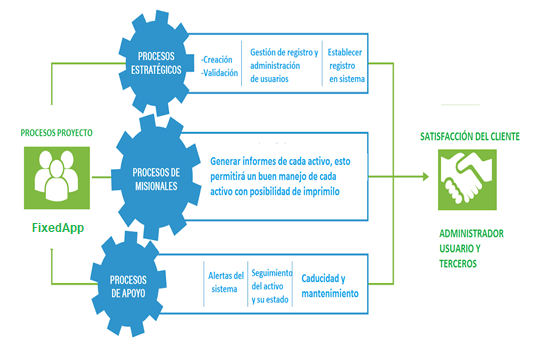 PROCESOS
ESTRATÉGICOS
-Creación
-Validación
Gestión de registro y
administración
de usuarios
Establecer
registro
en sistema
PROCESOS PROYECTO
FixedApp
PROCESOS DE
MISIONALES
Generar informes de cada activo, esto
permitirá un buen manejo de cada
activo con posibilidad de imprimilo
SATISFACCIÓN DEL CLIENTE
ADMINISTRADOR
USUARIO Y
TERCEROS
PROCESOS
DE APOYO
Alertas del
sistema
Seguimiento
del activo
y su estado
Caducidad y
mantenimiento